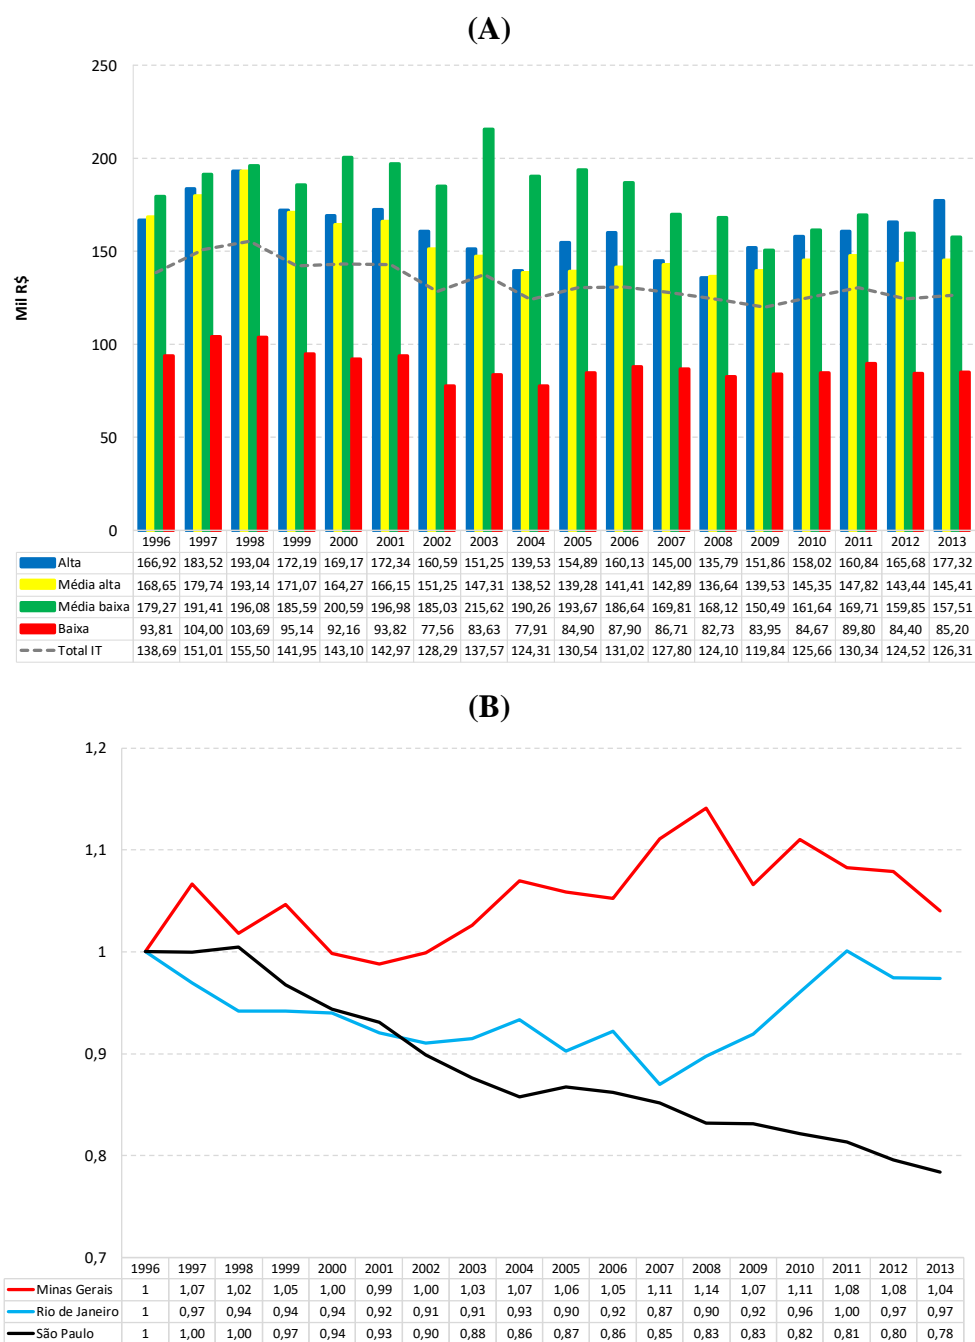 (A)
250
200
150
100
50
0
Mil R$
1996 1997 1998 1999 2000 2001 2002 2003 2004 2005 2006 2007 2008 2009 2010 2011 2012 2013
Alta 166,92 183,52 193,04 172,19 169,17 172,34 160,59 151,25 139,53 154,89 160,13 145,00 135,79 151,86 158,02 160,84 165,68 177,32
Média alta 168,65 179,74 193,14 171,07 164,27 166,15 151,25 147,31 138,52 139,28 141,41 142,89 136,64 139,53 145,35 147,82 143,44 145,41
Média baixa 179,27 191,41 196,08 185,59 200,59 196,98 185,03 215,62 190,26 193,67 186,64 169,81 168,12 150,49 161,64 169,71 159,85 157,51
Baixa 93,81 104,00 103,69 95,14 92,16 93,82 77,56 83,63 77,91 84,90 87,90 86,71 82,73 83,95 84,67 89,80 84,40 85,20
Total IT 138,69 151,01 155,50 141,95 143,10 142,97 128,29 137,57 124,31 130,54 131,02 127,80 124,10 119,84 125,66 130,34 124,52 126,31
(B)
1,2
1,1
1
0,9
0,8
0,7
1996 1997 1998 1999 2000 2001 2002 2003 2004 2005 2006 2007 2008 2009 2010 2011 2012 2013
Minas Gerais 1 1,07 1,02 1,05 1,00 0,99 1,00 1,03 1,07 1,06 1,05 1,11 1,14 1,07 1,11 1,08 1,08 1,04
Rio de Janeiro 1 0,97 0,94 0,94 0,94 0,92 0,91 0,91 0,93 0,90 0,92 0,87 0,90 0,92 0,96 1,00 0,97 0,97
São Paulo 1 1,00 1,00 0,97 0,94 0,93 0,90 0,88 0,86 0,87 0,86 0,85 0,83 0,83 0,82 0,81 0,80 0,78